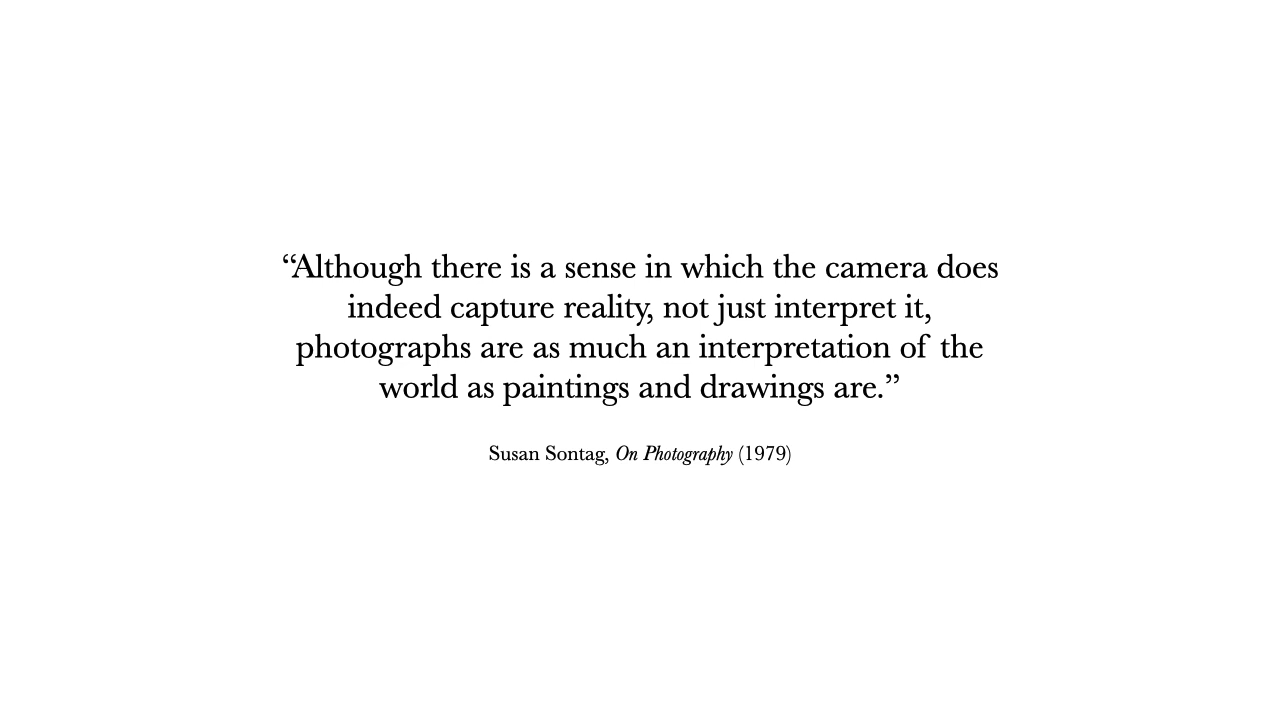 “Although there is a sense in which the camera does
indeed capture reality, not just interpret it,
photographs are as much an interpretation of the
world as paintings and drawings are.”
Susan Sontag, On Photography (1979)